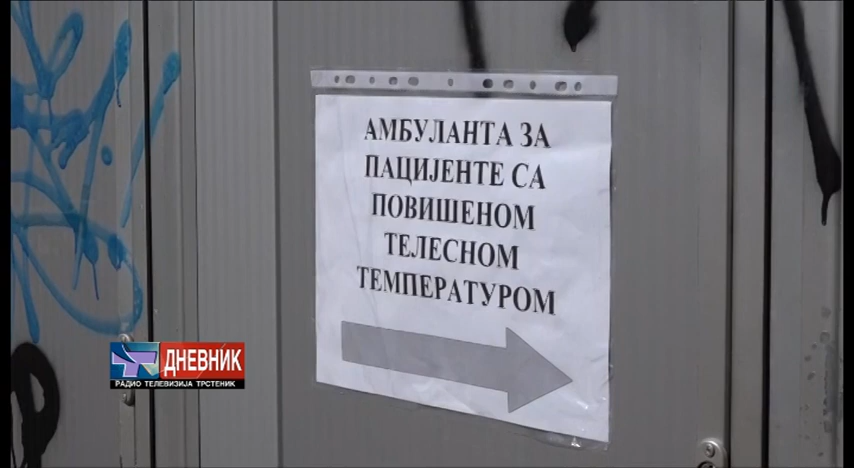 АМБУЛАНТА ЗА
ПАЦИЈЕНТЕ СА
ПОВИШЕНОМ
ТЕЛЕСНОМ
ТЕМПЕРАТУРОМ
ДНЕВНИК
РАДИО ТЕЛЕВИЗИЈА ТРСТЕНИК